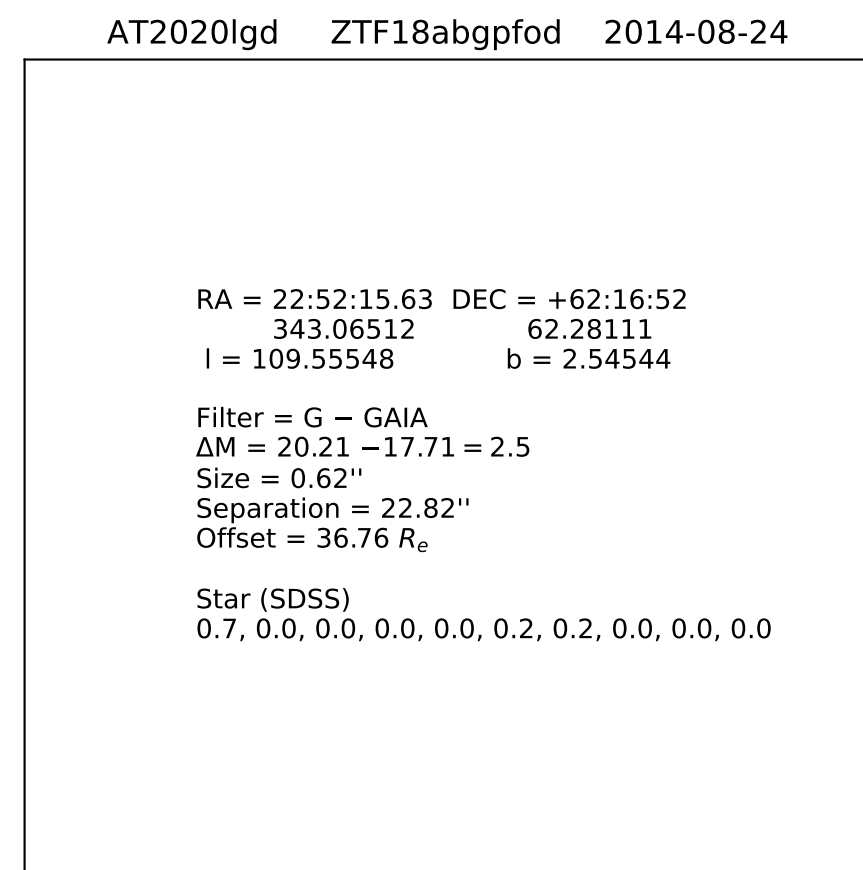 AT2020lgd ZTF18abgpfod 2014-08-24
RA = 22:52:15.63 DEC = +62:16:52
343.06512 62.28111
l = 109.55548 b = 2.54544
Filter = G − GAIA
ΔM = 20.21 −17.71 = 2.5
Size = 0.62''
Separation = 22.82''
Offset = 36.76 Rₑ
Star (SDSS)
0.7, 0.0, 0.0, 0.0, 0.0, 0.2, 0.2, 0.0, 0.0, 0.0